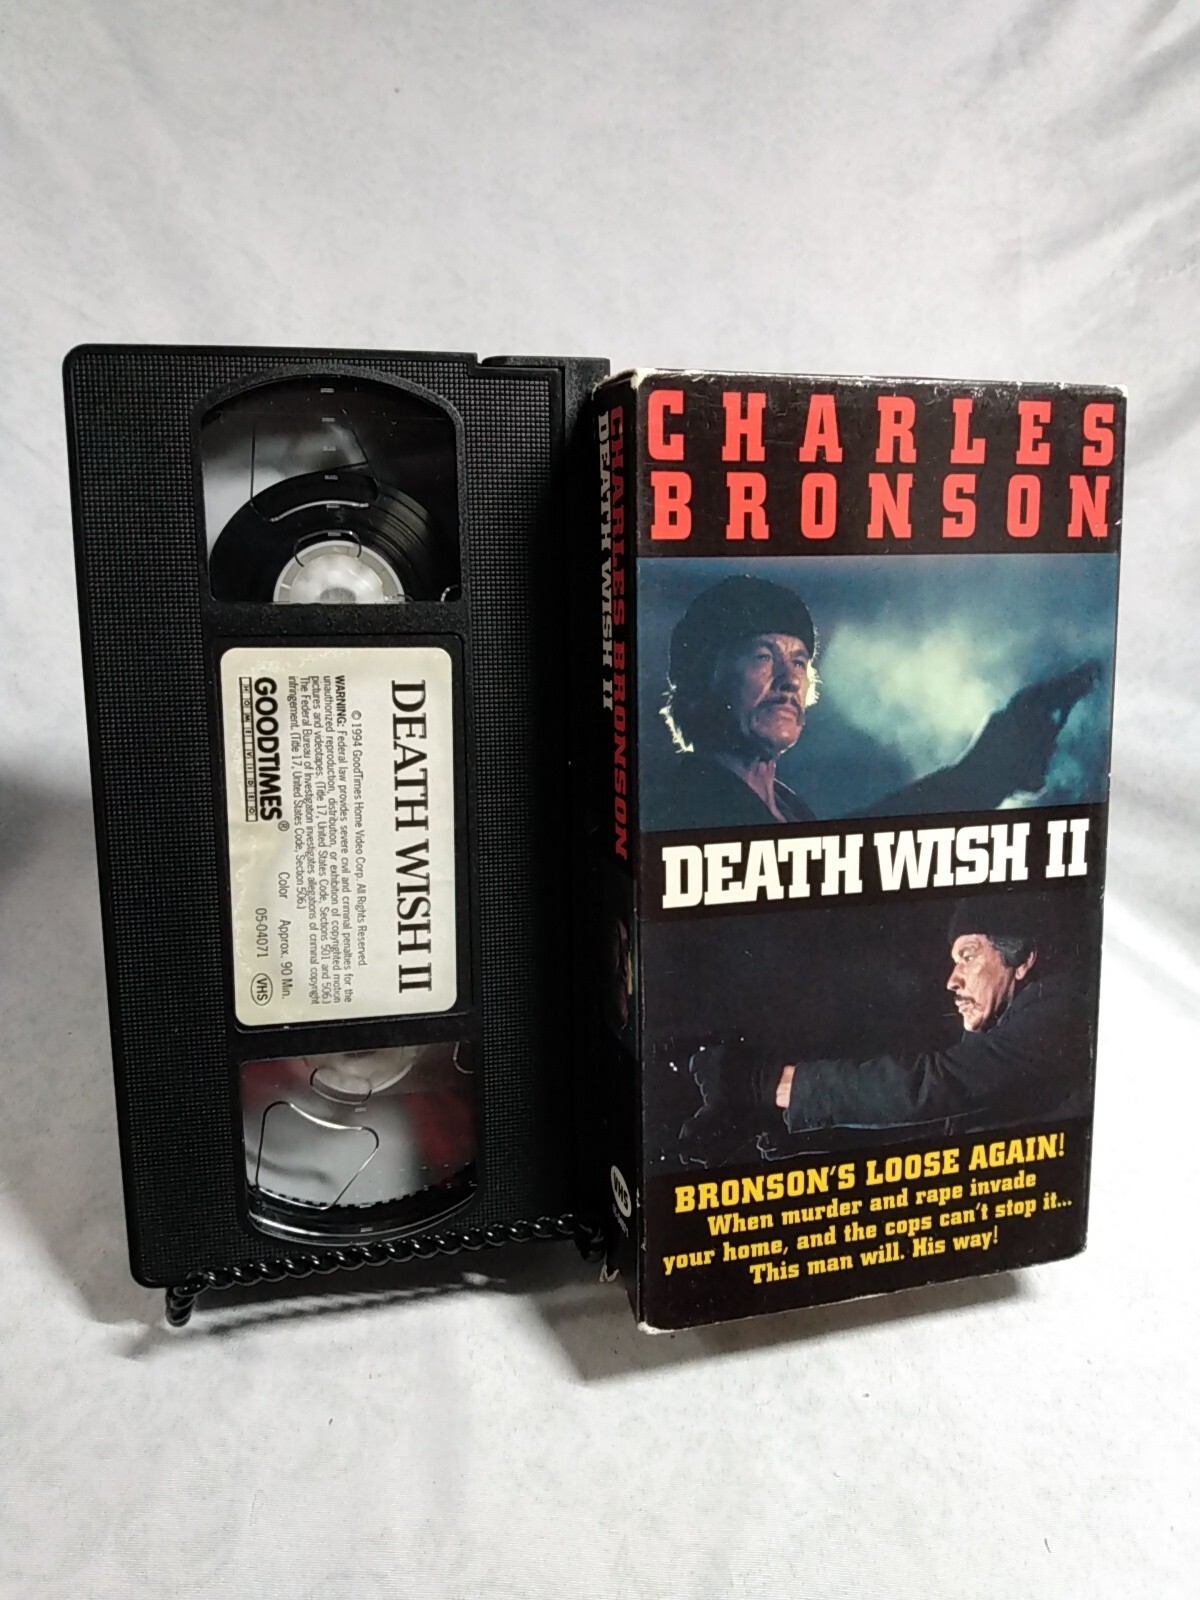 DEATH WISH II
© 1994 GoodTimes Home Video Corp. All Rights Reserved.
WARNING: Federal law provides severe civil and criminal penalties for the
unauthorized reproduction, distribution, or exhibition of copyrighted motion
pictures and videotapes. (Title 17, United States Code, Sections 501 and 506.)
The Federal Bureau of Investigation investigates allegations of criminal copyright
infringement. (Title 17, United States Code, Section 506.)
GOODTIMES®
HOME VIDEO
Color Approx. 90 Min.
05-04071
VHS
CHARLES BRONSON
DEATH WISH II
VHS
CHARLES
BRONSON
DEATH WISH II
BRONSON'S LOOSE AGAIN!
When murder and rape invade
your home, and the cops can't stop it...
This man will. His way!